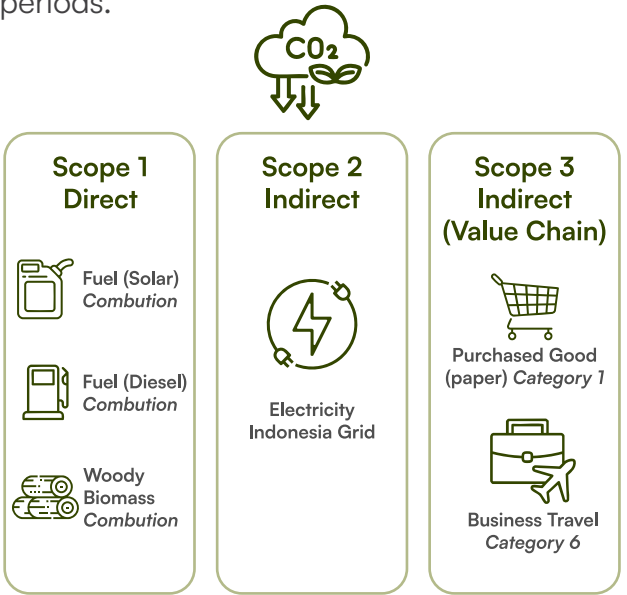 periods.
CO₂
Scope 1
Direct
Fuel (Solar)
Combution
Fuel (Diesel)
Combution
Woody
Biomass
Combution
Scope 2
Indirect
Electricity
Indonesia Grid
Scope 3
Indirect
(Value Chain)
Purchased Good
(paper) Category 1
Business Travel
Category 6